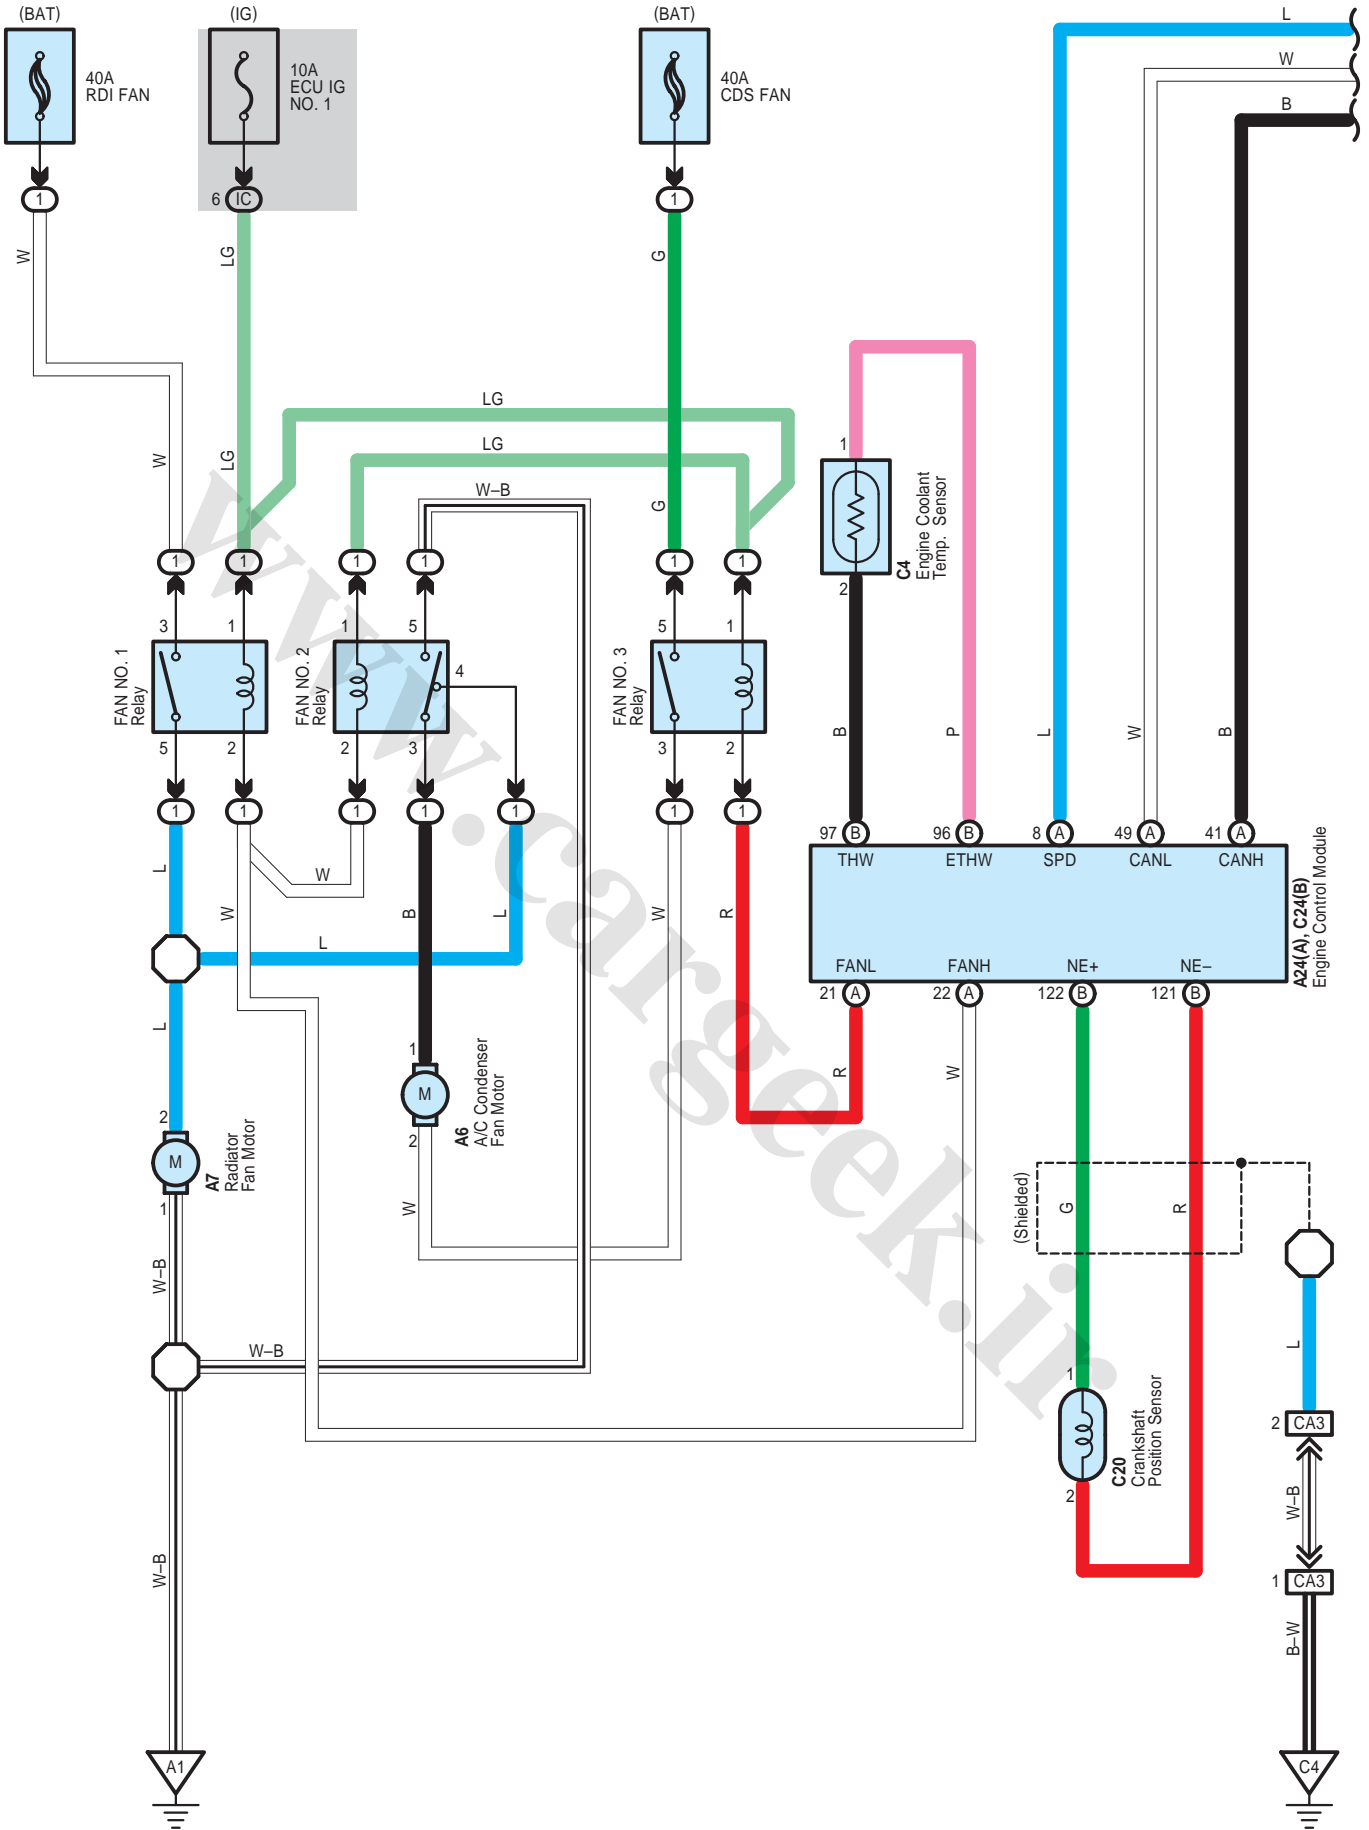 (BAT)
(IG)
(BAT)
L
W
B
40A
RDI FAN
10A
ECU IG
NO. 1
40A
CDS FAN
1
6
IC
1
W
LG
G
LG
LG
W
LG
W–B
G
1
1
1
1
1
1
1
C4
Engine Coolant
Temp. Sensor
2
3
1
1
5
5
1
FAN NO. 1
Relay
FAN NO. 2
Relay
4
FAN NO. 3
Relay
5
2
2
3
3
2
B
P
L
W
B
1
1
1
1
1
1
1
97
B
96
B
8
A
49
A
41
A
THW
ETHW
SPD
CANL
CANH
A24(A), C24(B)
Engine Control Module
FANL
FANH
NE+
NE–
21
A
22
A
122
B
121
B
L
W
W
B
L
W
R
L
L
R
W
1
M
2
A6
A/C Condenser
Fan Motor
2
M
1
A7
Radiator
Fan Motor
W
(Shielded)
G
R
W–B
W–B
L
1
2
C20
Crankshaft
Position Sensor
2
CA3
W–B
1
CA3
W–B
B–W
A1
C4
www.cargeek.ir